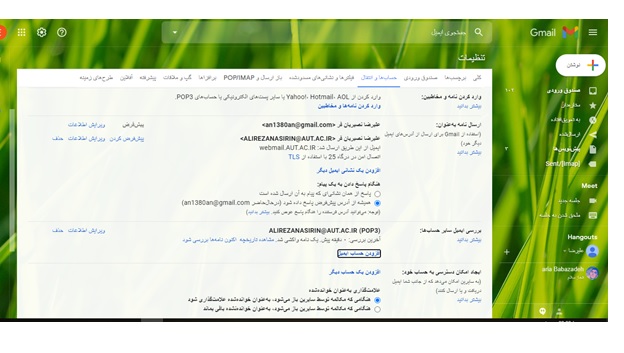 Gmail
جستجوی ایمیل
تنظیمات
کلی برچسب‌ها صندوق ورودی حساب‌ها و انتقال فیلترها و نشانی‌های مسدودشده باز ارسال و POP/IMAP برافزاها گپ و ملاقات پیشرفته آفلاین طرح‌های زمینه
نوشتن
صندوق ورودی
ستاره‌دار
به تعویق‌افتاده
ارسال‌شده
پیش‌نویس‌ها ۳
Sent/[Imap]
Meet
جلسه جدید
ملحق شدن به جلسه
Hangouts
علیرضا
aria Babazadeh
وارد کردن نامه و مخاطبین:
بیشتر بدانید
وارد کردن از Yahoo!، Hotmail، AOL یا سایر پست‌های الکترونیکی یا حساب‌های POP3.
وارد کردن نامه‌ها و مخاطبین
ارسال نامه به‌عنوان:
(استفاده از Gmail برای ارسال از آدرس‌های ایمیل دیگر خود)
بیشتر بدانید
علیرضا نصیریان فر <an1380an@gmail.com>
پیش‌فرض ویرایش اطلاعات
علیرضا نصیریان فر <ALIREZANASIRIN@AUT.AC.IR>
پیش‌فرض کردن ویرایش اطلاعات حذف
ایمیل از این طریق ارسال شد: webmail.AUT.AC.IR
اتصال امن در درگاه 25 با استفاده از TLS
افزودن یک نشانی ایمیل دیگر
هنگام پاسخ دادن به یک پیام:
پاسخ از همان نشانی‌ای که پیام به آن ارسال شده است
همیشه از آدرس پیش‌فرض پاسخ داده شود (درحال‌حاضر an1380an@gmail.com)
(توجه: می‌توانید آدرس فرستنده را هنگام پاسخ عوض کنید. بیشتر بدانید)
بررسی ایمیل سایر حساب‌ها:
بیشتر بدانید
ALIREZANASIRIN@AUT.AC.IR (POP3)
ویرایش اطلاعات حذف
آخرین بررسی: ۰ دقیقه پیش. یک نامه واکشی شد. مشاهده تاریخچه اکنون نامه‌ها بررسی شود
افزودن حساب ایمیل
ایجاد امکان دسترسی به حساب خود:
(به سایرین امکان می‌دهد که از جانب شما ایمیل دریافت و یا ارسال کنند)
بیشتر بدانید
افزودن یک حساب دیگر
علامت‌گذاری به‌عنوان خوانده‌شده
هنگامی که مکالمه توسط سایرین باز می‌شود، به‌عنوان خوانده‌شده علامت‌گذاری شود
هنگامی که مکالمه توسط سایرین باز می‌شود، به‌عنوان خوانده‌نشده باقی بماند